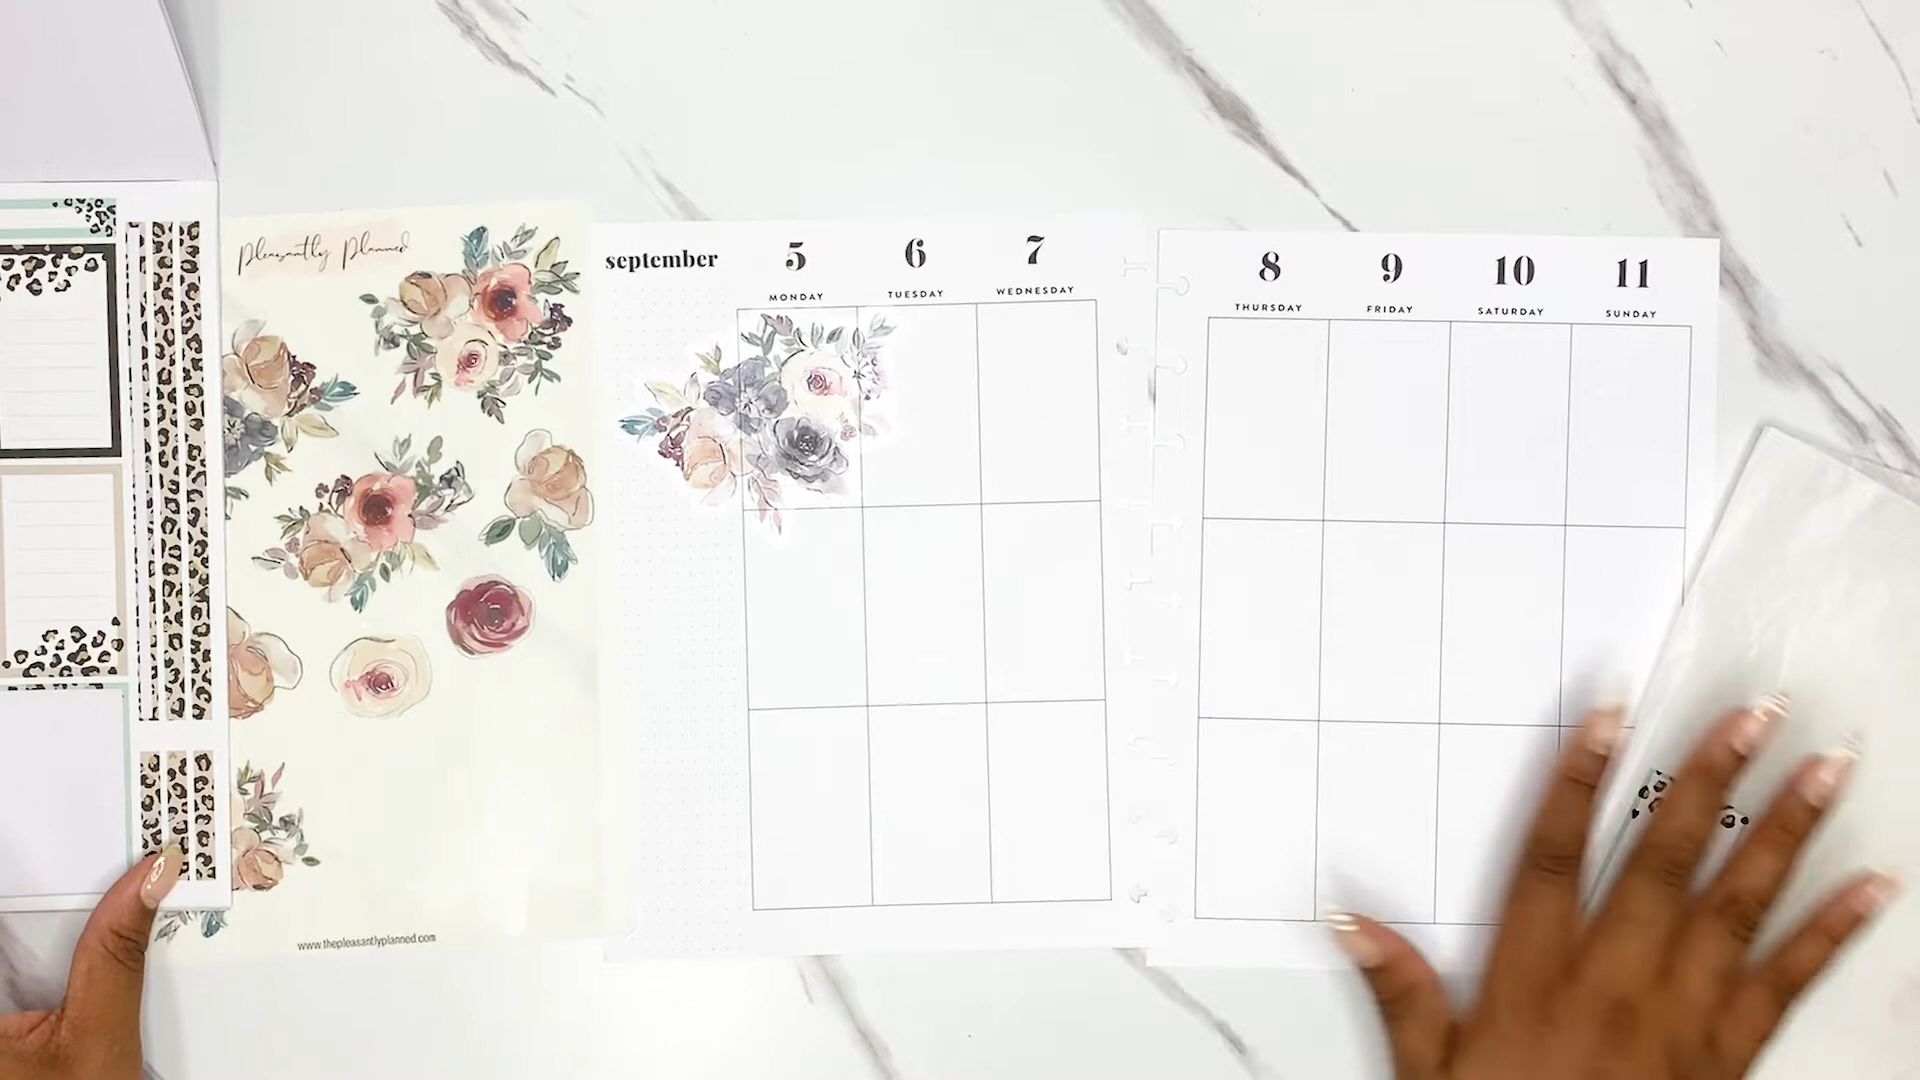 Pleasantly Planned
www.thepleasantlyplanned.com
september
5
6
7
MONDAY
TUESDAY
WEDNESDAY
8
9
10
11
THURSDAY
FRIDAY
SATURDAY
SUNDAY